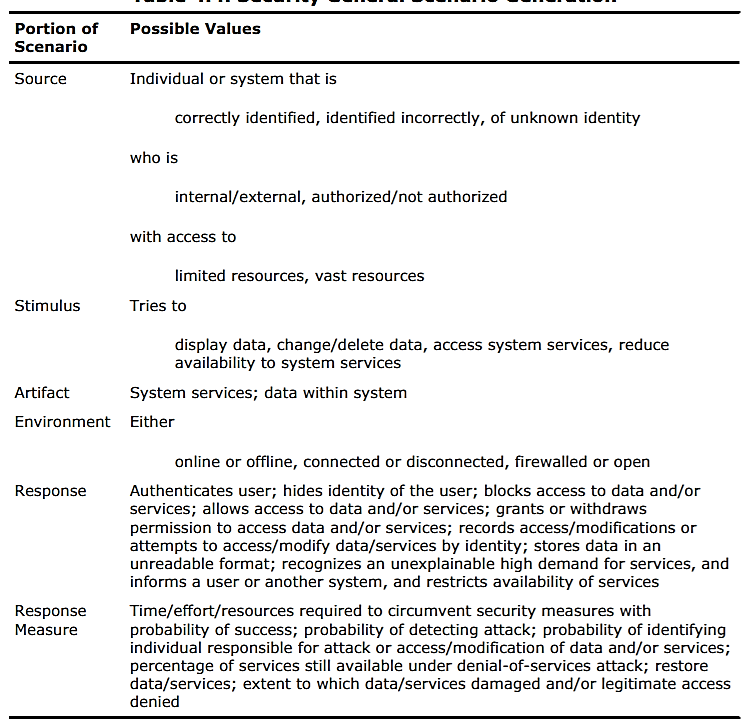 Security General Scenario Generation
Portion of Possible Values
Scenario
Source Individual or system that is
correctly identified, identified incorrectly, of unknown identity
who is
internal/external, authorized/not authorized
with access to
limited resources, vast resources
Stimulus Tries to
display data, change/delete data, access system services, reduce
availability to system services
Artifact System services; data within system
Environment Either
online or offline, connected or disconnected, firewalled or open
Response Authenticates user; hides identity of the user; blocks access to data and/or
services; allows access to data and/or services; grants or withdraws
permission to access data and/or services; records access/modifications or
attempts to access/modify data/services by identity; stores data in an
unreadable format; recognizes an unexplainable high demand for services, and
informs a user or another system, and restricts availability of services
Response Time/effort/resources required to circumvent security measures with
Measure probability of success; probability of detecting attack; probability of identifying
individual responsible for attack or access/modification of data and/or services;
percentage of services still available under denial-of-services attack; restore
data/services; extent to which data/services damaged and/or legitimate access
denied